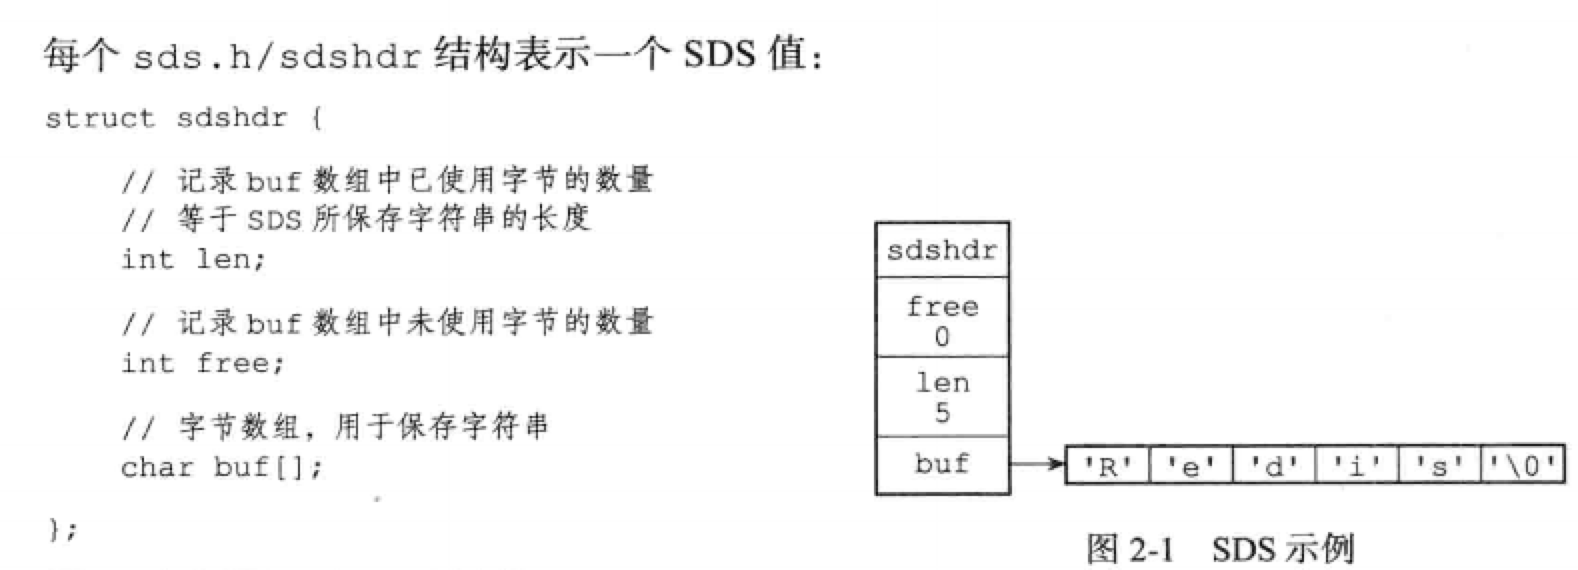 每个 sds.h/sdshdr 结构表示一个 SDS 值：
struct sdshdr {
// 记录 buf 数组中已使用字节的数量
// 等于 SDS 所保存字符串的长度
int len;
// 记录 buf 数组中未使用字节的数量
int free;
// 字节数组，用于保存字符串
char buf[];
};
sdshdr
free
0
len
5
buf
'R' 'e' 'd' 'i' 's' '\0'
图 2-1 SDS 示例